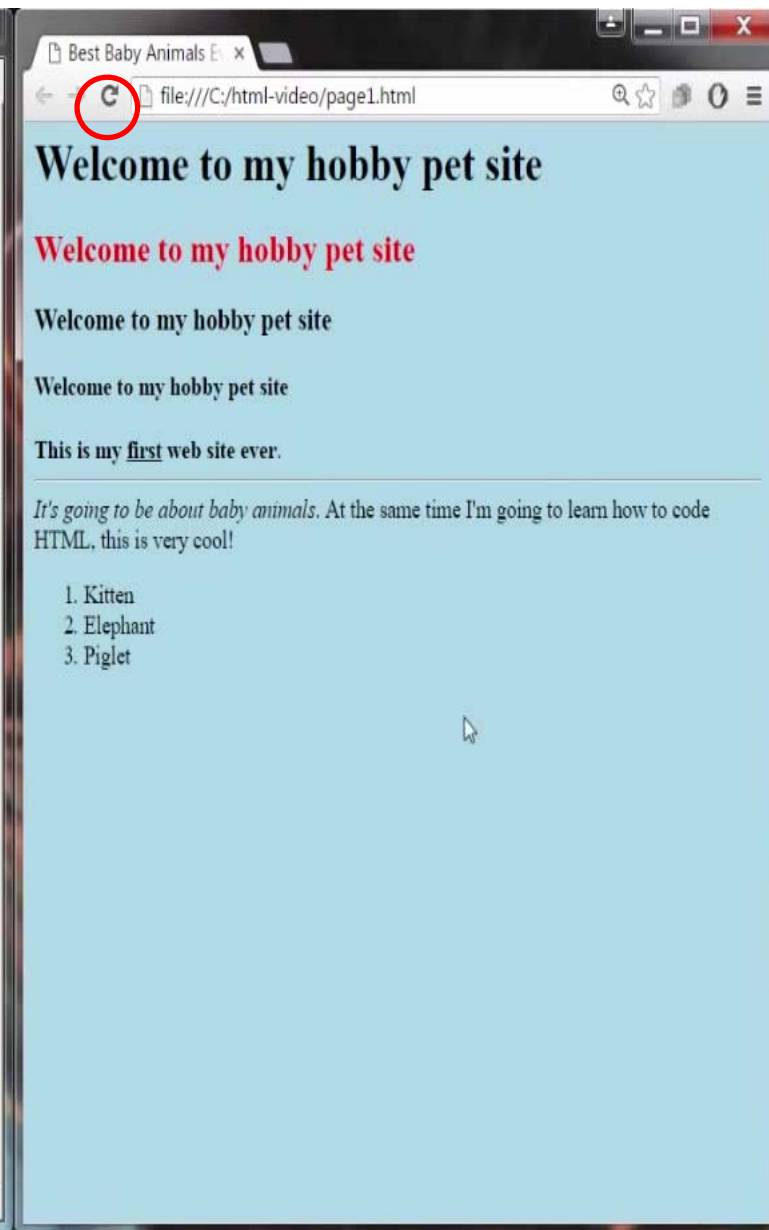 Best Baby Animals E
file:///C:/html-video/page1.html
Welcome to my hobby pet site
Welcome to my hobby pet site
Welcome to my hobby pet site
Welcome to my hobby pet site
This is my first web site ever.
It's going to be about baby animals. At the same time I'm going to learn how to code
HTML, this is very cool!
1. Kitten
2. Elephant
3. Piglet